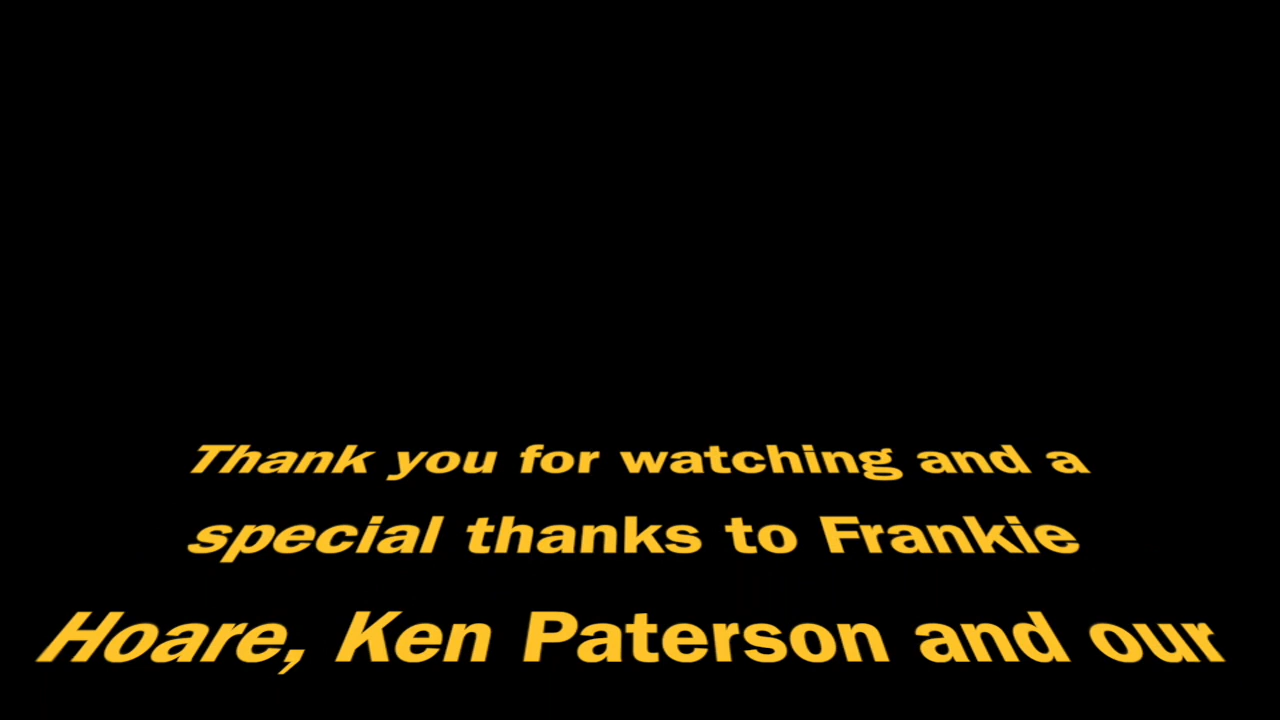 Thank you for watching and a
special thanks to Frankie
Hoare, Ken Paterson and our